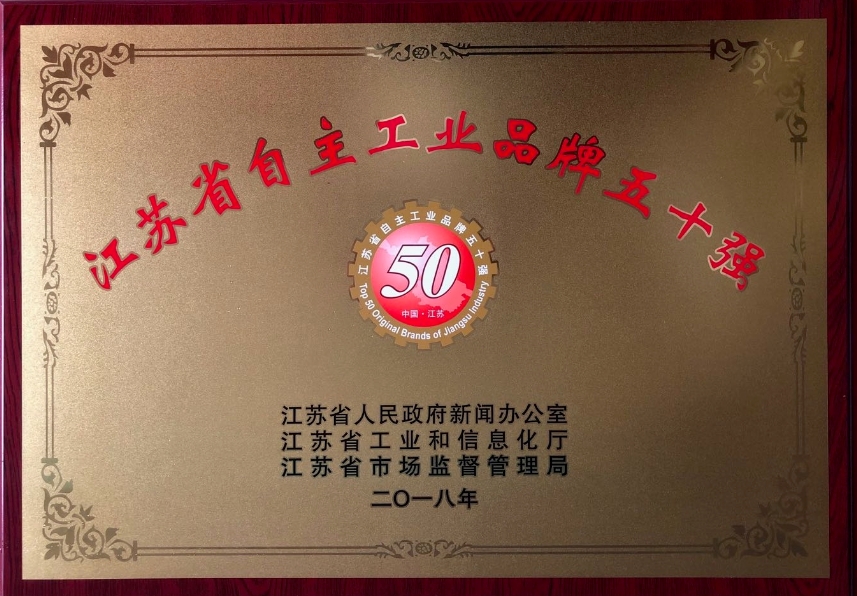 江苏省自主工业品牌五十强
江苏省自主工业品牌五十强
50
中国·江苏
Top 50 Original Brands of Jiangsu Industry
江苏省人民政府新闻办公室
江苏省工业和信息化厅
江苏省市场监督管理局
二〇一八年